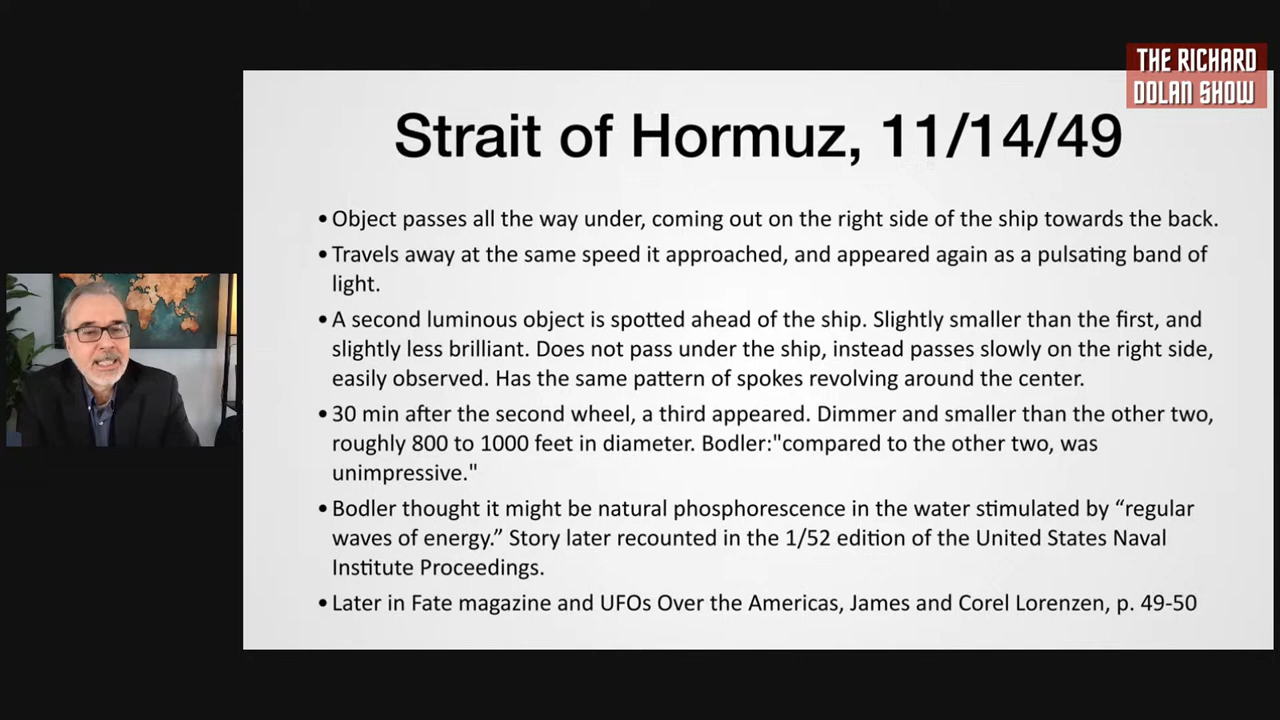 THE RICHARD
DOLAN SHOW
Strait of Hormuz, 11/14/49
•Object passes all the way under, coming out on the right side of the ship towards the back.
•Travels away at the same speed it approached, and appeared again as a pulsating band of
light.
•A second luminous object is spotted ahead of the ship. Slightly smaller than the first, and
slightly less brilliant. Does not pass under the ship, instead passes slowly on the right side,
easily observed. Has the same pattern of spokes revolving around the center.
•30 min after the second wheel, a third appeared. Dimmer and smaller than the other two,
roughly 800 to 1000 feet in diameter. Bodler:"compared to the other two, was
unimpressive."
•Bodler thought it might be natural phosphorescence in the water stimulated by “regular
waves of energy.” Story later recounted in the 1/52 edition of the United States Naval
Institute Proceedings.
•Later in Fate magazine and UFOs Over the Americas, James and Corel Lorenzen, p. 49-50